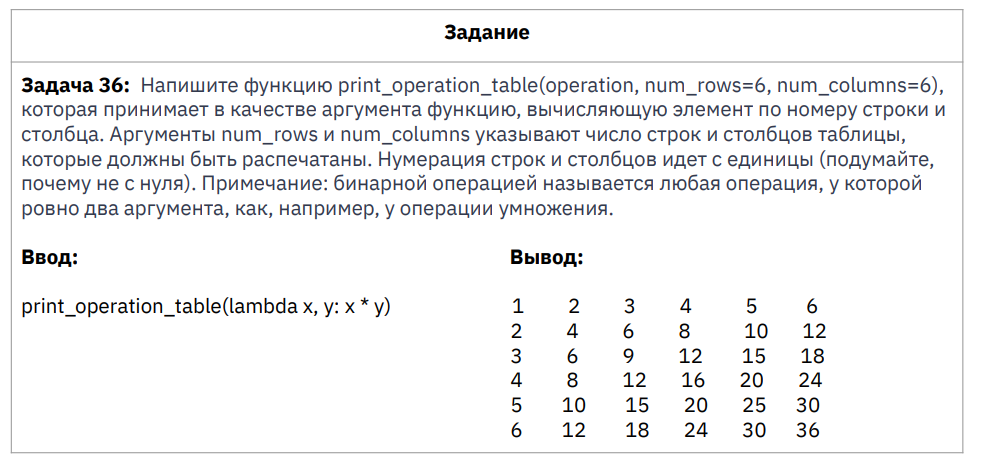 Задание
Задача 36: Напишите функцию print_operation_table(operation, num_rows=6, num_columns=6),
которая принимает в качестве аргумента функцию, вычисляющую элемент по номеру строки и
столбца. Аргументы num_rows и num_columns указывают число строк и столбцов таблицы,
которые должны быть распечатаны. Нумерация строк и столбцов идет с единицы (подумайте,
почему не с нуля). Примечание: бинарной операцией называется любая операция, у которой
ровно два аргумента, как, например, у операции умножения.
Ввод: Вывод:
print_operation_table(lambda x, y: x * y) 1 2 3 4 5 6
2 4 6 8 10 12
3 6 9 12 15 18
4 8 12 16 20 24
5 10 15 20 25 30
6 12 18 24 30 36